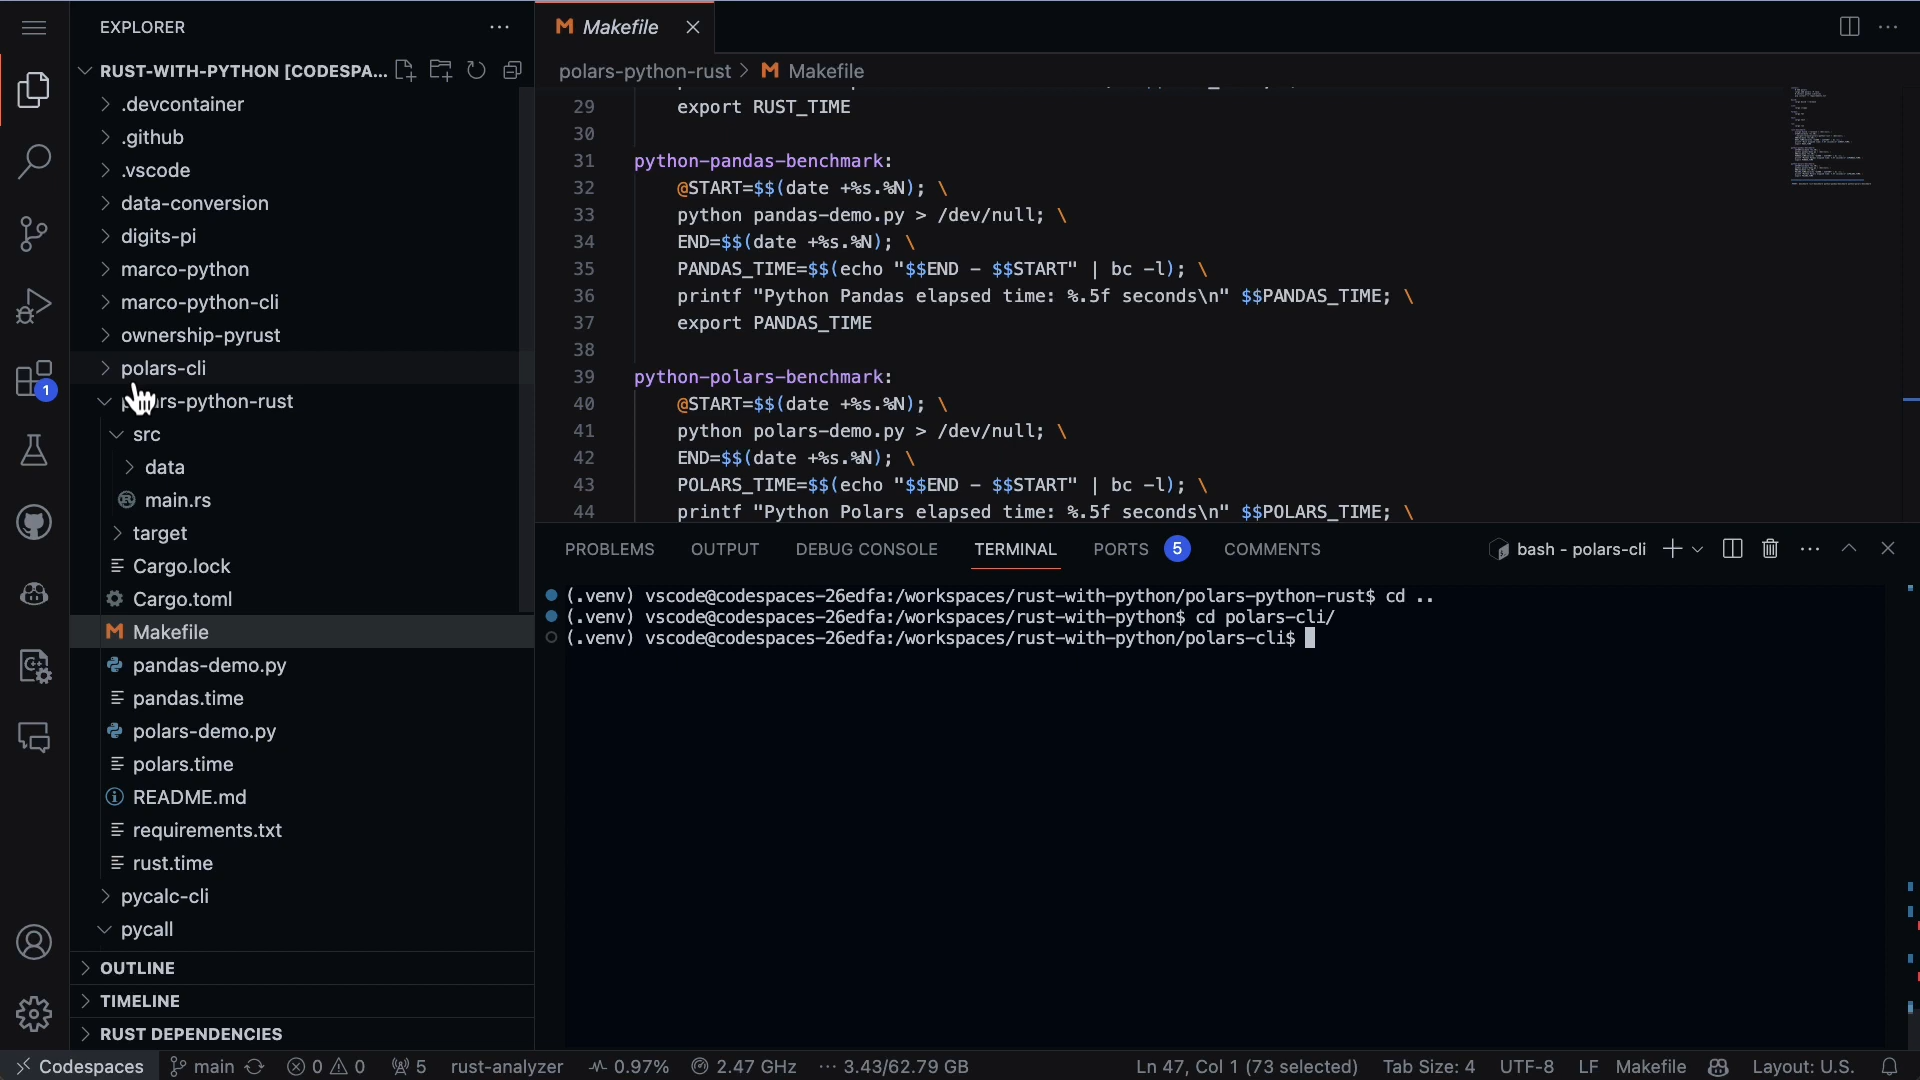 EXPLORER
RUST-WITH-PYTHON [CODESPA...
.devcontainer
.github
.vscode
data-conversion
digits-pi
marco-python
marco-python-cli
ownership-pyrust
polars-cli
rs-python-rust
src
data
main.rs
target
Cargo.lock
Cargo.toml
Makefile
pandas-demo.py
pandas.time
polars-demo.py
polars.time
README.md
requirements.txt
rust.time
pycalc-cli
pycall
OUTLINE
TIMELINE
RUST DEPENDENCIES
1
Makefile
polars-python-rust > Makefile
29 export RUST_TIME
30
31 python-pandas-benchmark:
32 @START=$$(date +%s.%N); \
33 python pandas-demo.py > /dev/null; \
34 END=$$(date +%s.%N); \
35 PANDAS_TIME=$$(echo "$$END - $$START" | bc -l); \
36 printf "Python Pandas elapsed time: %.5f seconds\n" $$PANDAS_TIME; \
37 export PANDAS_TIME
38
39 python-polars-benchmark:
40 @START=$$(date +%s.%N); \
41 python polars-demo.py > /dev/null; \
42 END=$$(date +%s.%N); \
43 POLARS_TIME=$$(echo "$$END - $$START" | bc -l); \
44 printf "Python Polars elapsed time: %.5f seconds\n" $$POLARS_TIME; \
PROBLEMS OUTPUT DEBUG CONSOLE TERMINAL PORTS 5 COMMENTS bash - polars-cli
(.venv) vscode@codespaces-26edfa:/workspaces/rust-with-python/polars-python-rust$ cd ..
(.venv) vscode@codespaces-26edfa:/workspaces/rust-with-python$ cd polars-cli/
(.venv) vscode@codespaces-26edfa:/workspaces/rust-with-python/polars-cli$
Codespaces main 0 0 5 rust-analyzer 0.97% 2.47 GHz 3.43/62.79 GB Ln 47, Col 1 (73 selected) Tab Size: 4 UTF-8 LF Makefile Layout: U.S.